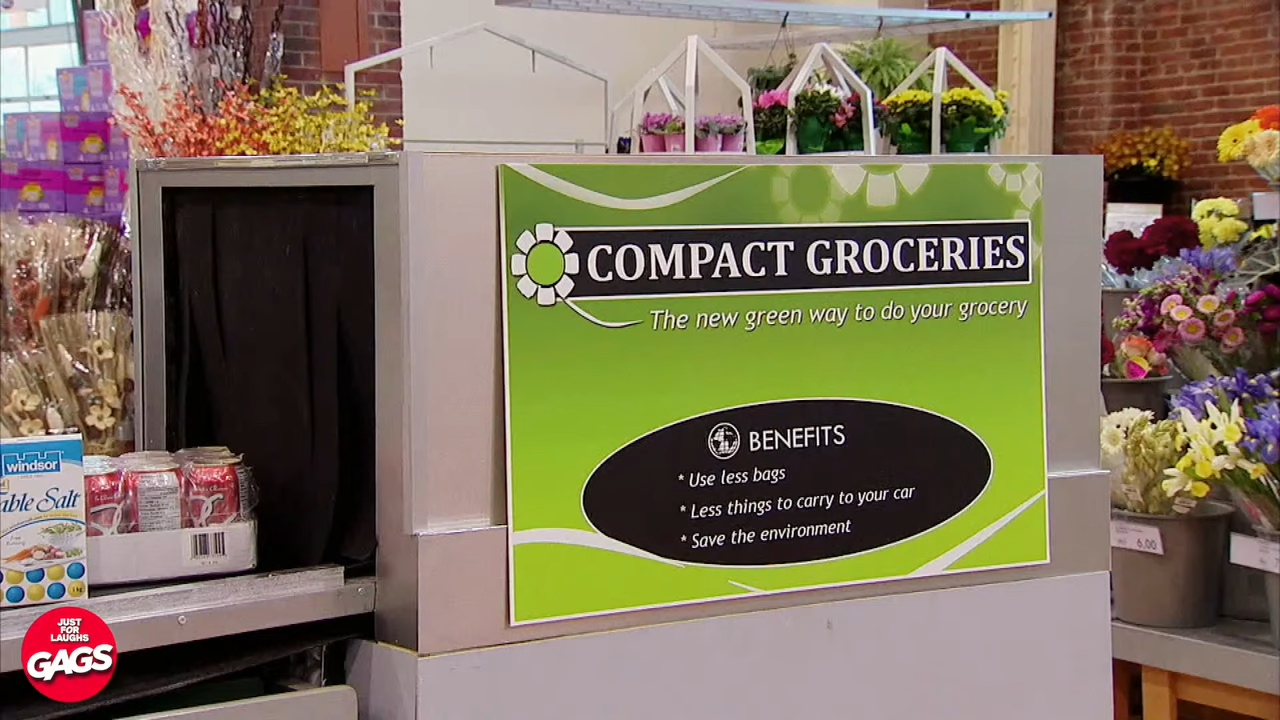 COMPACT GROCERIES
The new green way to do your grocery
BENEFITS
* Use less bags
* Less things to carry to your car
* Save the environment
windsor
able Salt
6.00
JUST
FOR
LAUGHS
GAGS